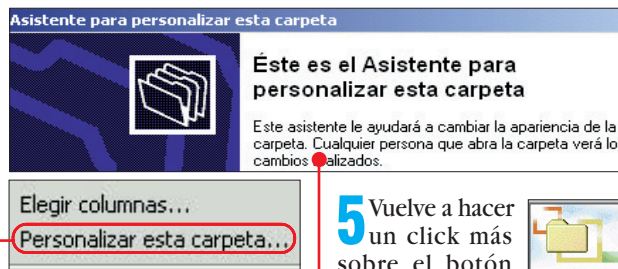 Asistente para personalizar esta carpeta
Éste es el Asistente para
personalizar esta carpeta
Este asistente le ayudará a cambiar la apariencia de la
carpeta. Cualquier persona que abra la carpeta verá lo
cambios alizados.
Elegir columnas...
Personalizar esta carpeta...
5 Vuelve a hacer
un click más
sobre el botón